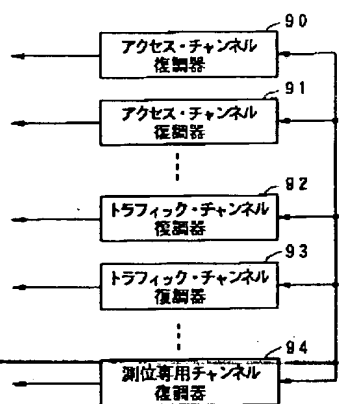 90
アクセス・チャンネル
復調器
91
アクセス・チャンネル
復調器
92
トラフィック・チャンネル
復調器
93
トラフィック・チャンネル
復調器
94
測位専用チャンネル
復調器